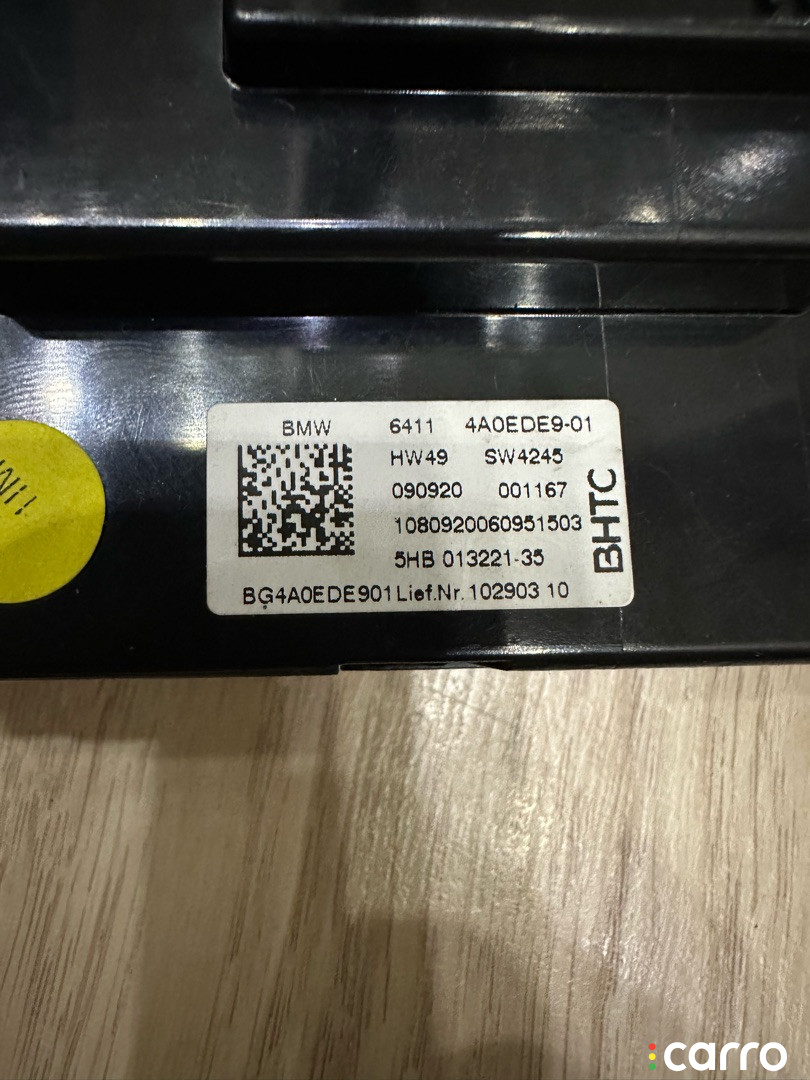 BMW 6411 4A0EDE9-01
HW49 SW4245
090920 001167
1080920060951503
5HB 013221-35
BG4A0EDE901 Lief.Nr. 102903 10
BHTC
carro